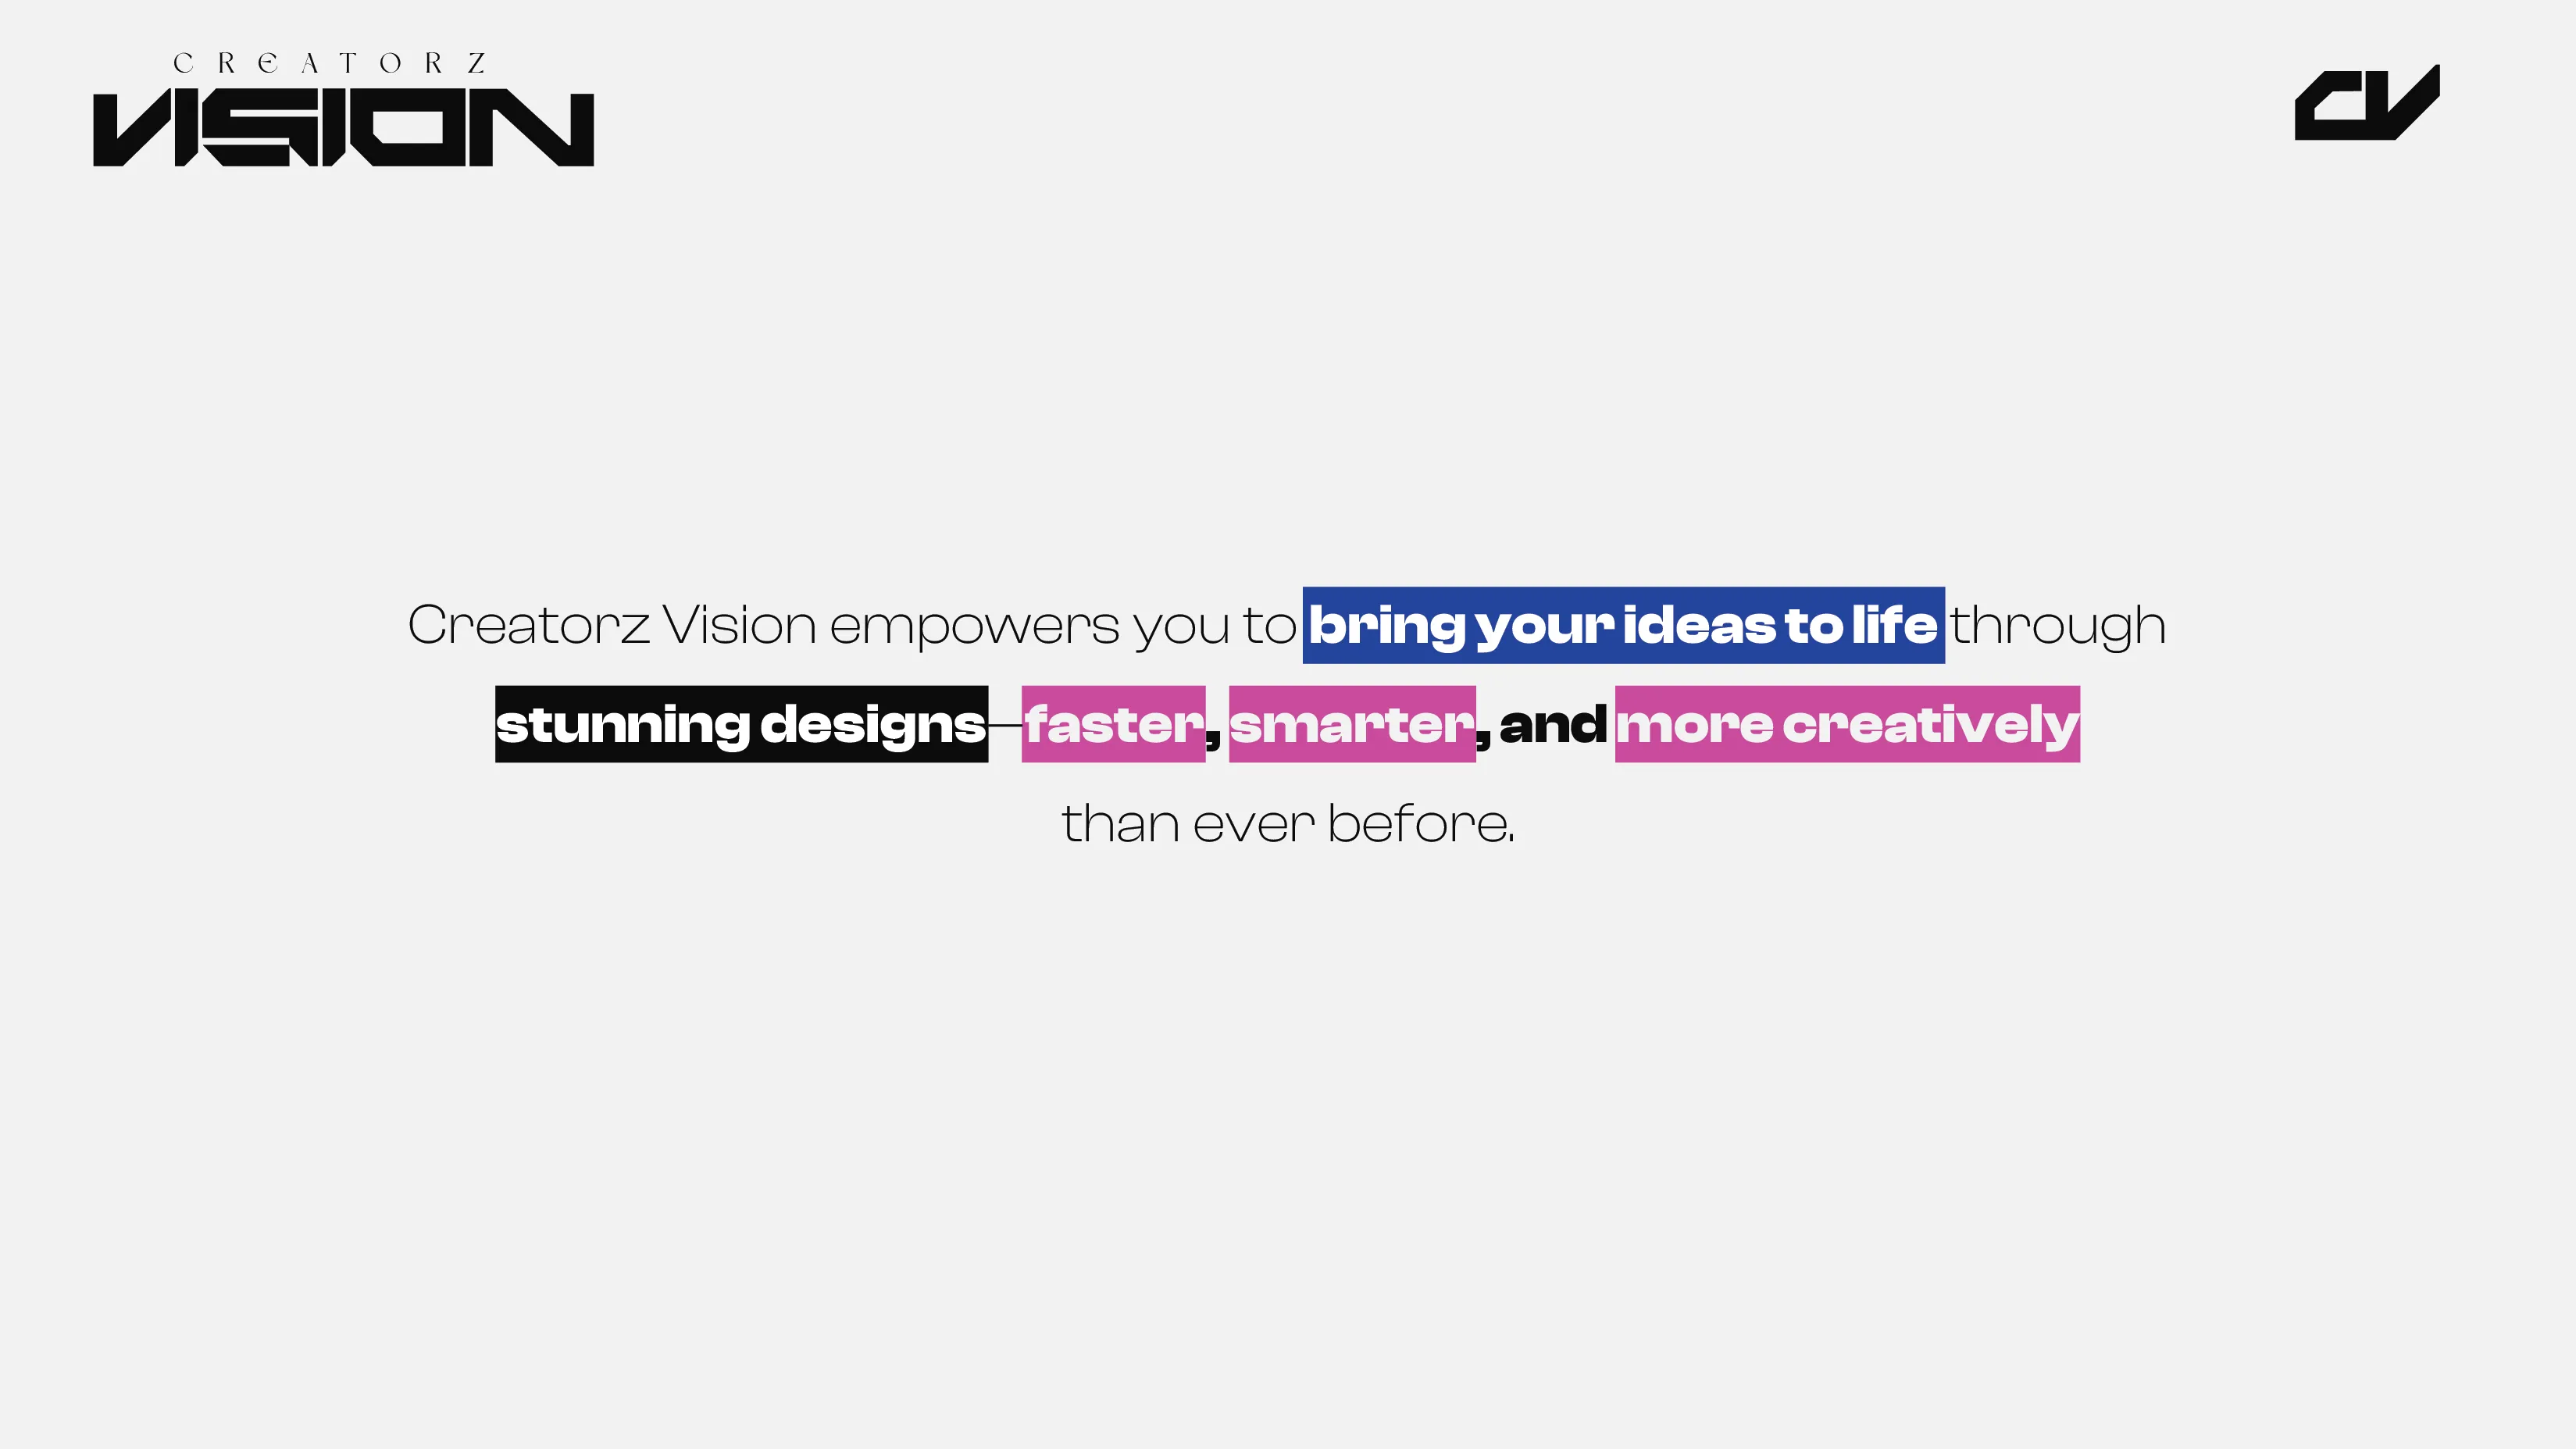 CREATORZ
VISION
CV
Creatorz Vision empowers you to bring your ideas to life through
stunning designs—faster, smarter, and more creatively
than ever before.